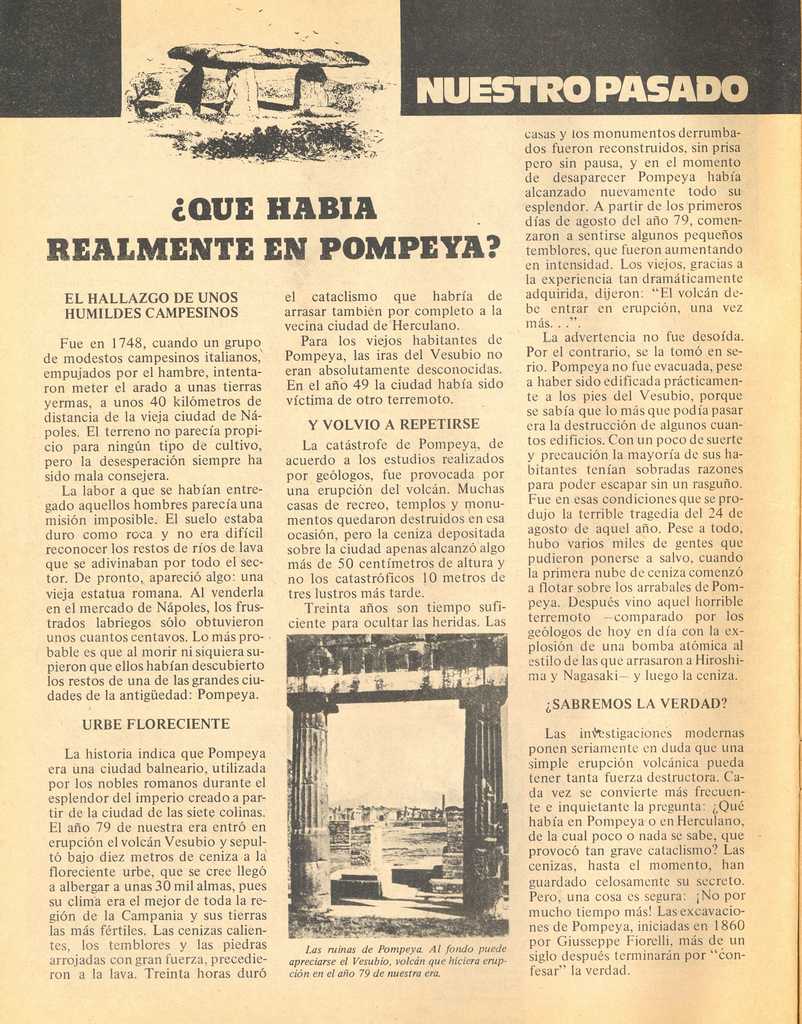 NUESTRO PASADO
¿QUE HABIA
REALMENTE EN POMPEYA?
EL HALLAZGO DE UNOS
HUMILDES CAMPESINOS
Fue en 1748, cuando un grupo
de modestos campesinos italianos,
empujados por el hambre, intenta-
ron meter el arado a unas tierras
yermas, a unos 40 kilómetros de
distancia de la vieja ciudad de Ná-
poles. El terreno no parecía propi-
cio para ningún tipo de cultivo,
pero la desesperación siempre ha
sido mala consejera.
La labor a que se habían entre-
gado aquellos hombres parecía una
misión imposible. El suelo estaba
duro como roca y no era difícil
reconocer los restos de ríos de lava
que se adivinaban por todo el sec-
tor. De pronto, apareció algo: una
vieja estatua romana. Al venderla
en el mercado de Nápoles, los frus-
trados labriegos sólo obtuvieron
unos cuantos centavos. Lo más pro-
bable es que al morir ni siquiera su-
pieron que ellos habían descubierto
los restos de una de las grandes ciu-
dades de la antigüedad: Pompeya.
URBE FLORECIENTE
La historia indica que Pompeya
era una ciudad balneario, utilizada
por los nobles romanos durante el
esplendor del imperio creado a par-
tir de la ciudad de las siete colinas.
El año 79 de nuestra era entró en
erupción el volcán Vesubio y sepul-
tó bajo diez metros de ceniza a la
floreciente urbe, que se cree llegó
a albergar a unas 30 mil almas, pues
su clima era el mejor de toda la re-
gión de la Campania y sus tierras
las más fértiles. Las cenizas calien-
tes, los temblores y las piedras
arrojadas con gran fuerza, precedie-
ron a la lava. Treinta horas duró
el cataclismo que habría de
arrasar también por completo a la
vecina ciudad de Herculano.
Para los viejos habitantes de
Pompeya, las iras del Vesubio no
eran absolutamente desconocidas.
En el año 49 la ciudad había sido
víctima de otro terremoto.
Y VOLVIO A REPETIRSE
La catástrofe de Pompeya, de
acuerdo a los estudios realizados
por geólogos, fue provocada por
una erupción del volcán. Muchas
casas de recreo, templos y monu-
mentos quedaron destruidos en esa
ocasión, pero la ceniza depositada
sobre la ciudad apenas alcanzó algo
más de 50 centímetros de altura y
no los catastróficos 10 metros de
tres lustros más tarde.
Treinta años son tiempo sufi-
ciente para ocultar las heridas. Las
Las ruinas de Pompeya. Al fondo puede
apreciarse el Vesubio, volcán que hiciera erup-
ción en el año 79 de nuestra era.
casas y los monumentos derrumba-
dos fueron reconstruidos, sin prisa
pero sin pausa, y en el momento
de desaparecer Pompeya había
alcanzado nuevamente todo su
esplendor. A partir de los primeros
días de agosto del año 79, comen-
zaron a sentirse algunos pequeños
temblores, que fueron aumentando
en intensidad. Los viejos, gracias a
la experiencia tan dramáticamente
adquirida, dijeron: “El volcán de-
be entrar en erupción, una vez
más. . .”.
La advertencia no fue desoída.
Por el contrario, se la tomó en se-
rio. Pompeya no fue evacuada, pese
a haber sido edificada prácticamen-
te a los pies del Vesubio, porque
se sabía que lo más que podía pasar
era la destrucción de algunos cuan-
tos edificios. Con un poco de suerte
y precaución la mayoría de sus ha-
bitantes tenían sobradas razones
para poder escapar sin un rasguño.
Fue en esas condiciones que se pro-
dujo la terrible tragedia del 24 de
agosto de aquel año. Pese a todo,
hubo varios miles de gentes que
pudieron ponerse a salvo, cuando
la primera nube de ceniza comenzó
a flotar sobre los arrabales de Pom-
peya. Después vino aquel horrible
terremoto —comparado por los
geólogos de hoy en día con la ex-
plosión de una bomba atómica al
estilo de las que arrasaron a Hiroshi-
ma y Nagasaki— y luego la ceniza.
¿SABREMOS LA VERDAD?
Las investigaciones modernas
ponen seriamente en duda que una
simple erupción volcánica pueda
tener tanta fuerza destructora. Ca-
da vez se convierte más frecuen-
te e inquietante la pregunta: ¿Qué
había en Pompeya o en Herculano,
de la cual poco o nada se sabe, que
provocó tan grave cataclismo? Las
cenizas, hasta el momento, han
guardado celosamente su secreto.
Pero, una cosa es segura: ¡No por
mucho tiempo más! Las excavacio-
nes de Pompeya, iniciadas en 1860
por Giusseppe Fiorelli, más de un
siglo después terminarán por “con-
fesar” la verdad.